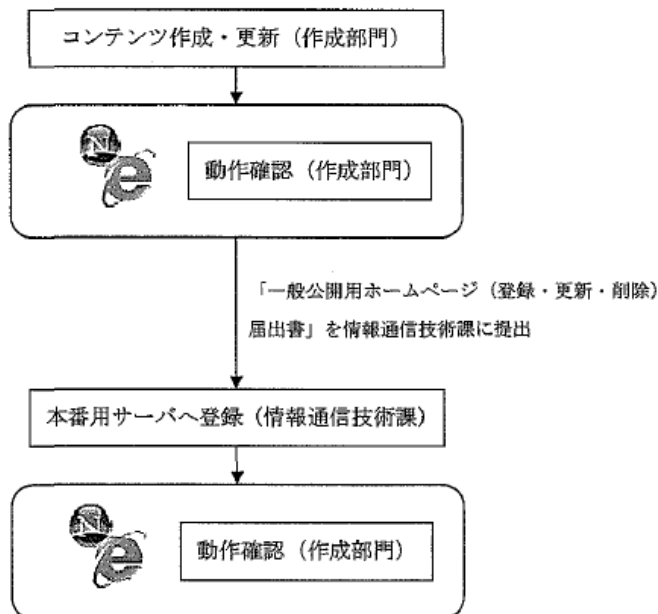 コンテンツ作成・更新（作成部門）
N
動作確認（作成部門）
「一般公開用ホームページ（登録・更新・削除）
届出書」を情報通信技術課に提出
本番用サーバへ登録（情報通信技術課）
N
動作確認（作成部門）